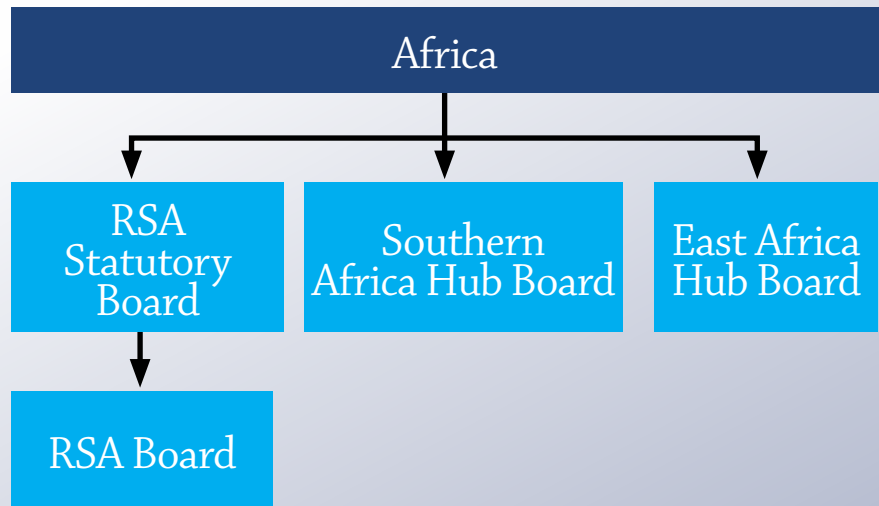 Africa
RSA
Statutory
Board
Southern
Africa Hub Board
East Africa
Hub Board
RSA Board